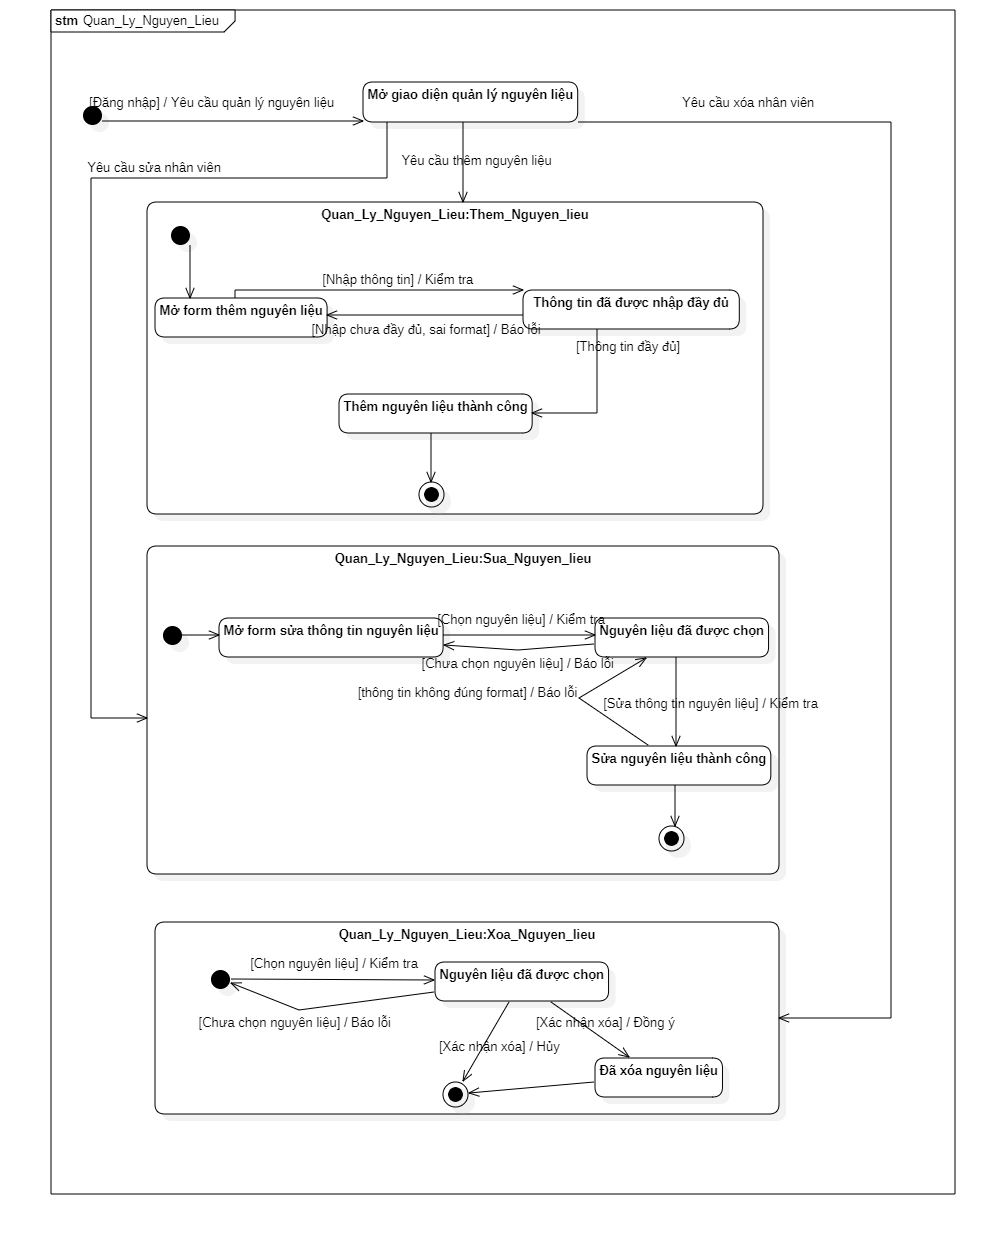 stm Quan_Ly_Nguyen_Lieu
[Đăng nhập] / Yêu cầu quản lý nguyên liệu
Mở giao diện quản lý nguyên liệu
Yêu cầu xóa nhân viên
Yêu cầu sửa nhân viên
Yêu cầu thêm nguyên liệu
Quan_Ly_Nguyen_Lieu:Them_Nguyen_lieu
[Nhập thông tin] / Kiểm tra
Mở form thêm nguyên liệu
Thông tin đã được nhập đầy đủ
[Nhập chưa đầy đủ, sai format] / Báo lỗi
[Thông tin đầy đủ]
Thêm nguyên liệu thành công
Quan_Ly_Nguyen_Lieu:Sua_Nguyen_lieu
[Chọn nguyên liệu] / Kiểm tra
Mở form sửa thông tin nguyên liệu
Nguyên liệu đã được chọn
[Chưa chọn nguyên liệu] / Báo lỗi
[thông tin không đúng format] / Báo lỗi
[Sửa thông tin nguyên liệu] / Kiểm tra
Sửa nguyên liệu thành công
Quan_Ly_Nguyen_Lieu:Xoa_Nguyen_lieu
[Chọn nguyên liệu] / Kiểm tra
Nguyên liệu đã được chọn
[Chưa chọn nguyên liệu] / Báo lỗi
[Xác nhận xóa] / Đồng ý
[Xác nhận xóa] / Hủy
Đã xóa nguyên liệu